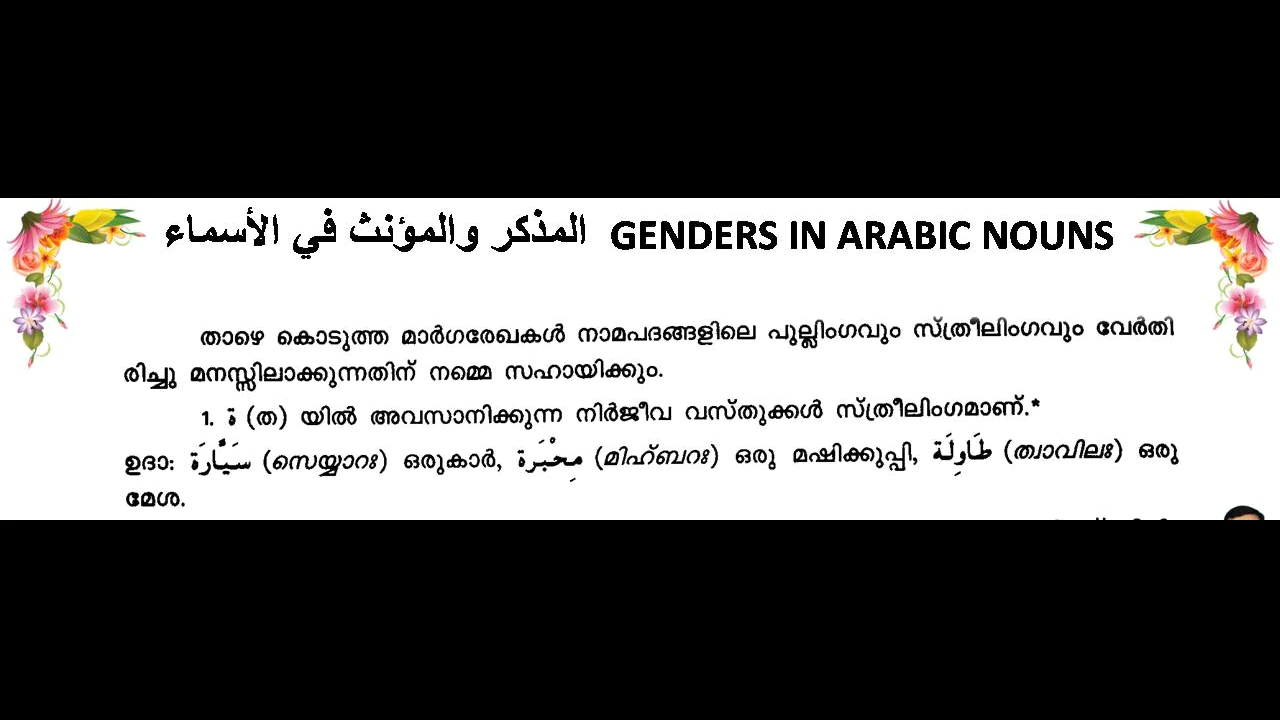 المذكر والمؤنث في الأسماء GENDERS IN ARABIC NOUNS
താഴെ കൊടുത്ത മാർഗരേഖകൾ നാമപദങ്ങളിലെ പുല്ലിംഗവും സ്ത്രീലിംഗവും വേർതി
രിച്ചു മനസ്സിലാക്കുന്നതിന് നമ്മെ സഹായിക്കും.
1. ة (ത) യിൽ അവസാനിക്കുന്ന നിർജീവ വസ്തുക്കൾ സ്ത്രീലിംഗമാണ്.*
ഉദാ: سَيَّارَة (സെയ്യാറഃ) ഒരുകാർ, مِحْبَرة (മിഹ്ബറഃ) ഒരു മഷിക്കുപ്പി, طَاوِلَة (ത്വാവിലഃ) ഒരു
മേശ.